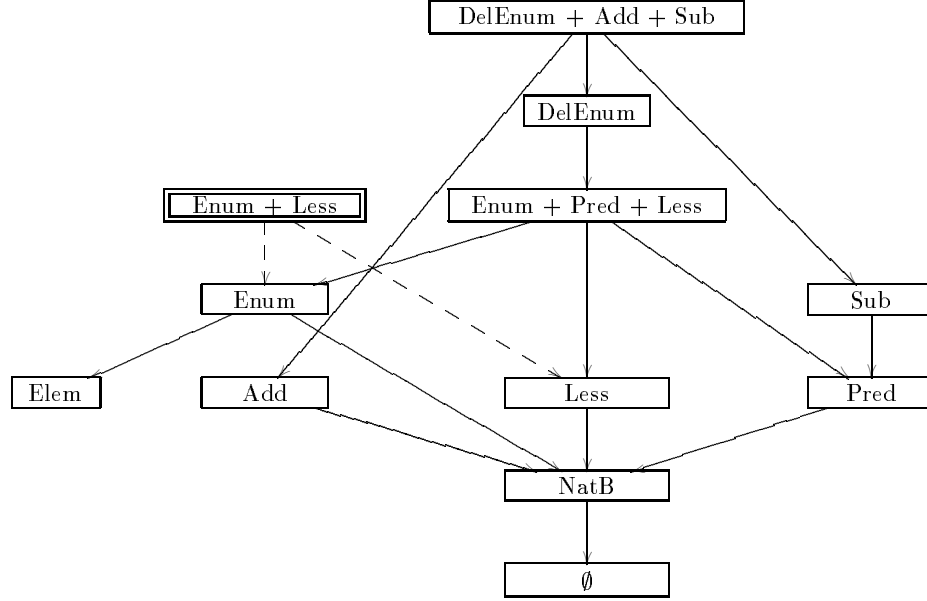 DelEnum + Add + Sub
DelEnum
Enum + Less
Enum + Pred + Less
Enum
Sub
Elem
Add
Less
Pred
NatB
∅